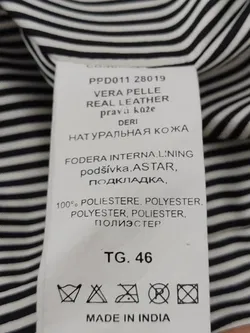 PPD011 28019
VERA PELLE
REAL LEATHER
pravá kůže
DERI
НАТУРАЛЬНАЯ КОЖА
FODERA INTERNA, LINING
podšívka, ASTAR,
ПОДКЛАДКА,
100% POLIESTERE, POLYESTER,
POLYESTER, POLYESTER,
ПОЛИЭСТЕР
TG. 46
MADE IN INDIA